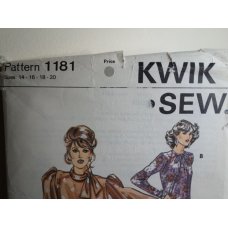 Pattern 1181
Sizes 14 - 16 - 18 - 20
Price
KWIK
SEW
B